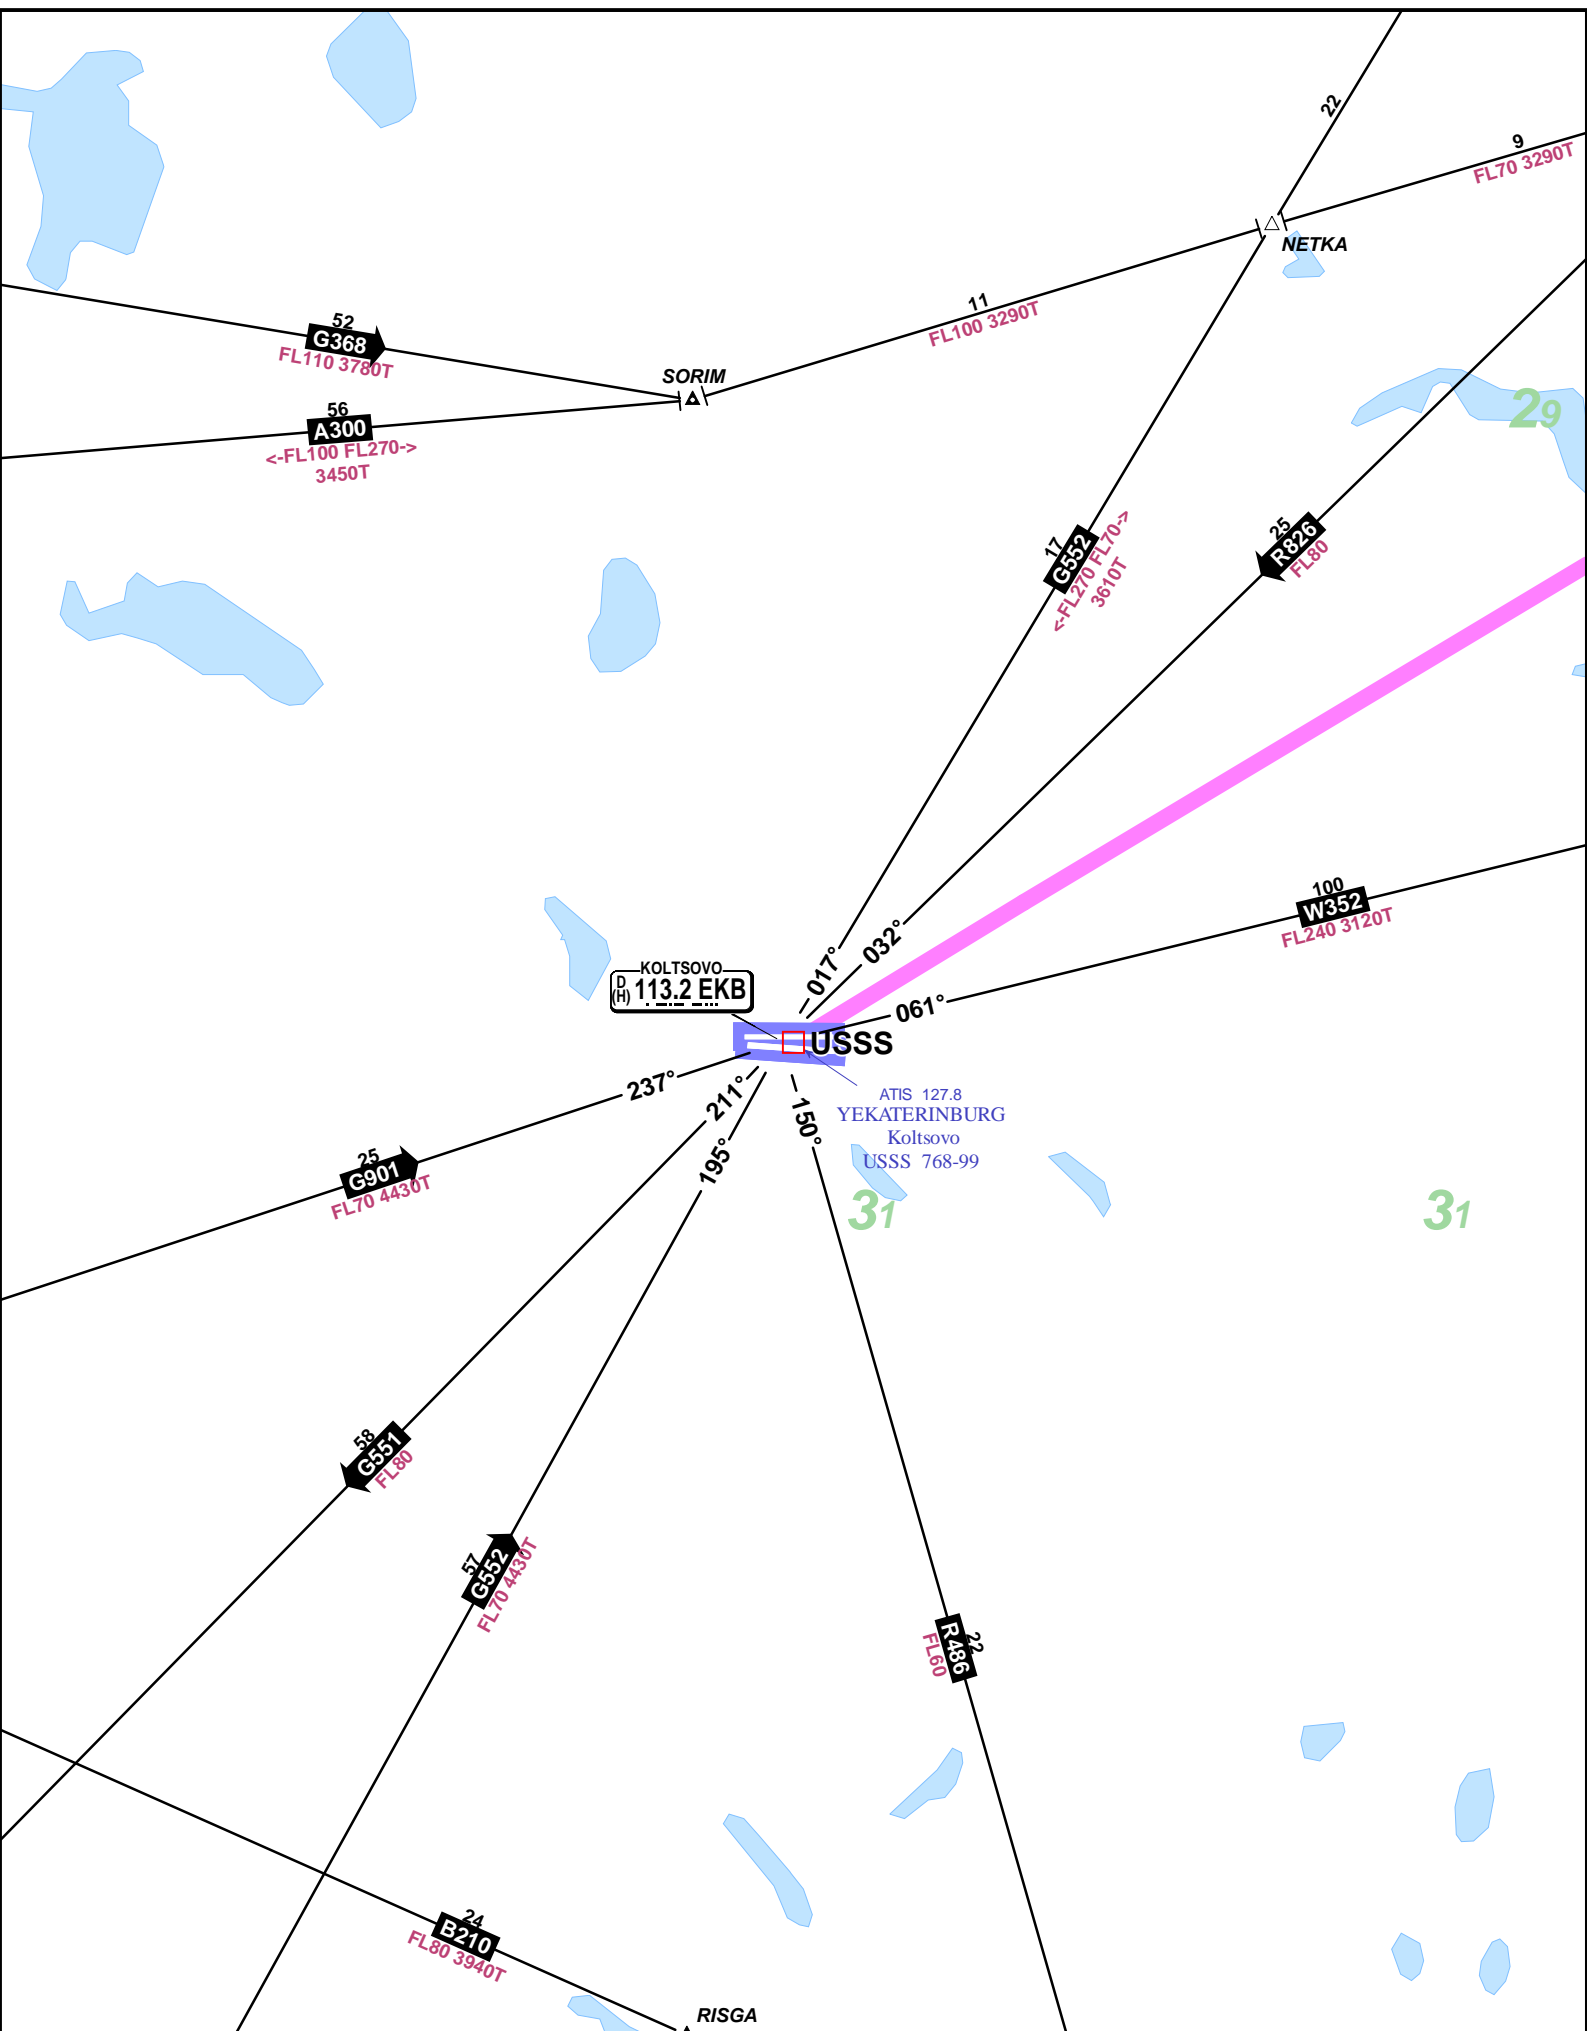 22
9
FL70 3290T
NETKA
11
FL100 3290T
52
G368
FL110 3780T
SORIM
56
A300
<-FL100 FL270->
3450T
29
17
G552
<-FL270 FL70->
3610T
25
R826
FL80
100
W352
FL240 3120T
017°
032°
061°
KOLTSOVO
D
(H) 113.2 EKB
USSS
237°
211°
195°
150°
ATIS 127.8
YEKATERINBURG
Koltsovo
USSS 768-99
25
G901
FL70 4430T
31
31
58
G551
FL80
57
G552
FL70 4430T
22
R486
FL60
24
B210
FL80 3940T
RISGA